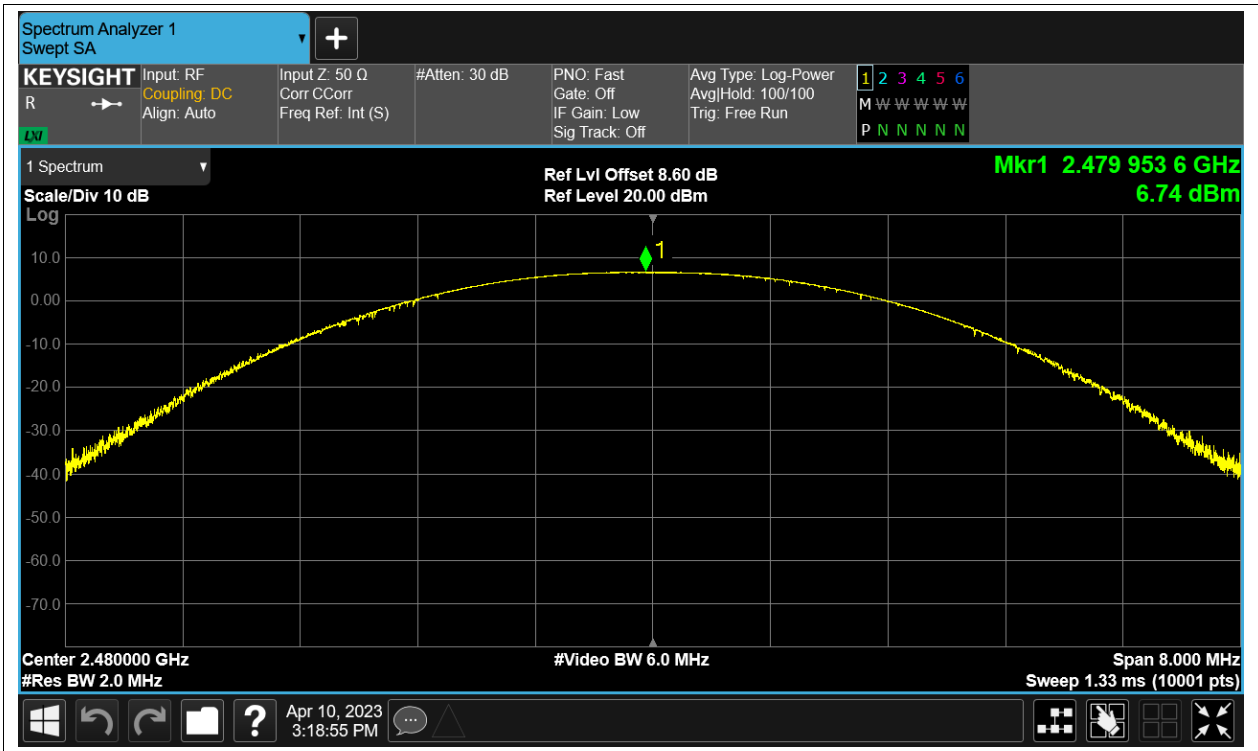 Spectrum Analyzer 1
Swept SA
KEYSIGHT
R
LXI
Input: RF
Coupling: DC
Align: Auto
Input Z: 50 Ω
Corr CCorr
Freq Ref: Int (S)
#Atten: 30 dB
PNO: Fast
Gate: Off
IF Gain: Low
Sig Track: Off
Avg Type: Log-Power
Avg|Hold: 100/100
Trig: Free Run
1 2 3 4 5 6
M W W W W W
P N N N N N
1 Spectrum
Scale/Div 10 dB
Log
Ref Lvl Offset 8.60 dB
Ref Level 20.00 dBm
Mkr1 2.479 953 6 GHz
6.74 dBm
1
10.0
0.00
-10.0
-20.0
-30.0
-40.0
-50.0
-60.0
-70.0
Center 2.480000 GHz
#Video BW 6.0 MHz
Span 8.000 MHz
#Res BW 2.0 MHz
Sweep 1.33 ms (10001 pts)
?
Apr 10, 2023
3:18:55 PM